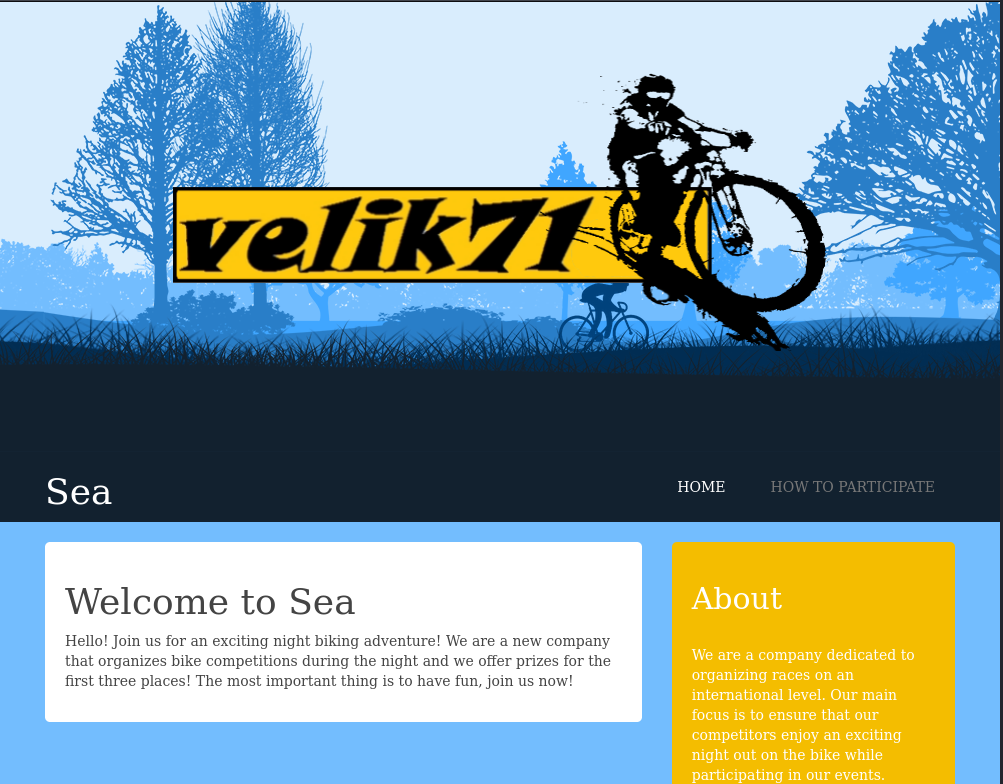 velik71
Sea
HOME
HOW TO PARTICIPATE
Welcome to Sea
Hello! Join us for an exciting night biking adventure! We are a new company
that organizes bike competitions during the night and we offer prizes for the
first three places! The most important thing is to have fun, join us now!
About
We are a company dedicated to
organizing races on an
international level. Our main
focus is to ensure that our
competitors enjoy an exciting
night out on the bike while
participating in our events.